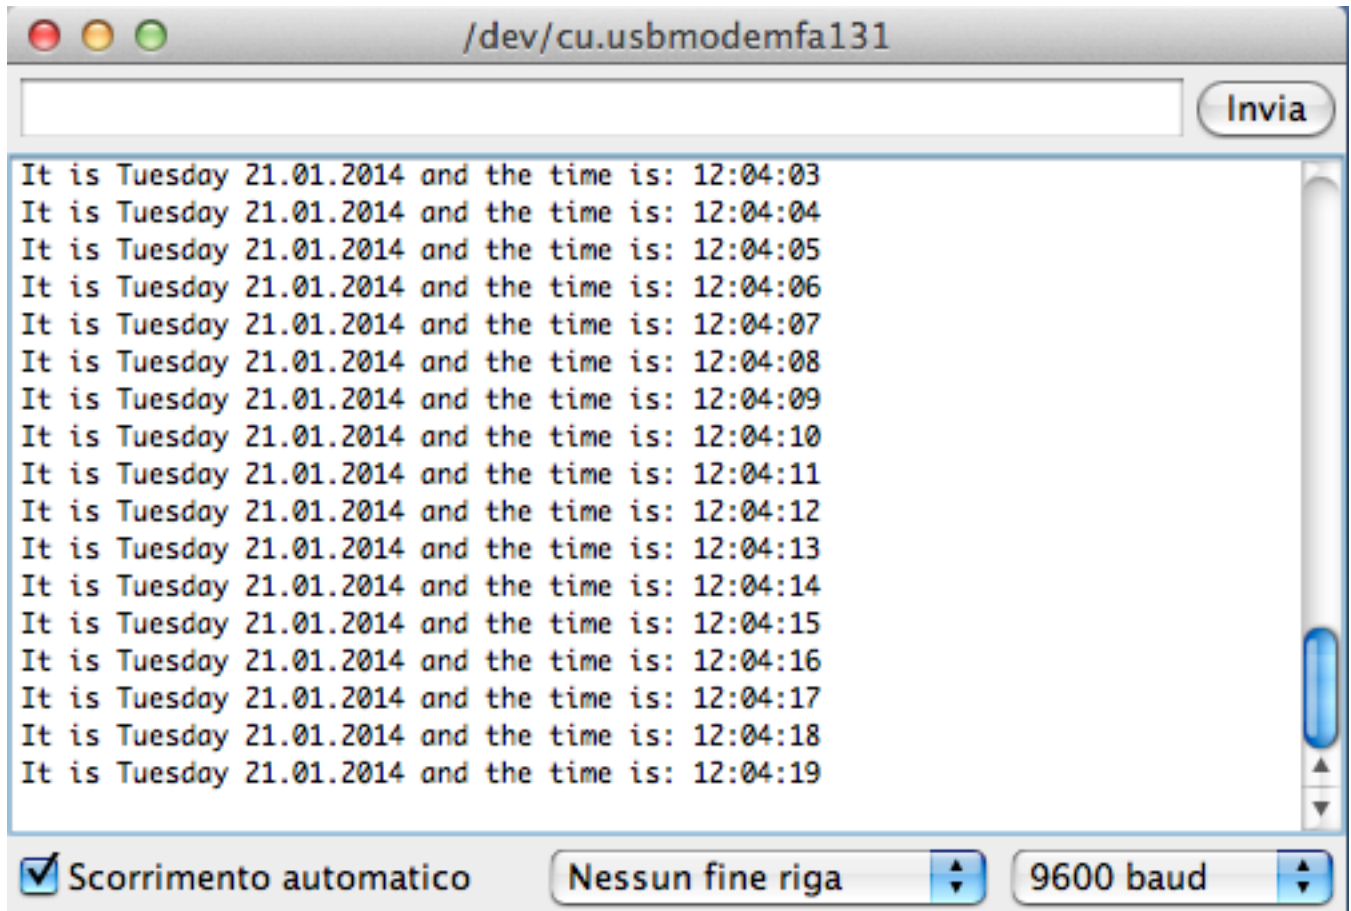 /dev/cu.usbmodemfa131
Invia
It is Tuesday 21.01.2014 and the time is: 12:04:03
It is Tuesday 21.01.2014 and the time is: 12:04:04
It is Tuesday 21.01.2014 and the time is: 12:04:05
It is Tuesday 21.01.2014 and the time is: 12:04:06
It is Tuesday 21.01.2014 and the time is: 12:04:07
It is Tuesday 21.01.2014 and the time is: 12:04:08
It is Tuesday 21.01.2014 and the time is: 12:04:09
It is Tuesday 21.01.2014 and the time is: 12:04:10
It is Tuesday 21.01.2014 and the time is: 12:04:11
It is Tuesday 21.01.2014 and the time is: 12:04:12
It is Tuesday 21.01.2014 and the time is: 12:04:13
It is Tuesday 21.01.2014 and the time is: 12:04:14
It is Tuesday 21.01.2014 and the time is: 12:04:15
It is Tuesday 21.01.2014 and the time is: 12:04:16
It is Tuesday 21.01.2014 and the time is: 12:04:17
It is Tuesday 21.01.2014 and the time is: 12:04:18
It is Tuesday 21.01.2014 and the time is: 12:04:19
Scorrimento automatico Nessun fine riga 9600 baud